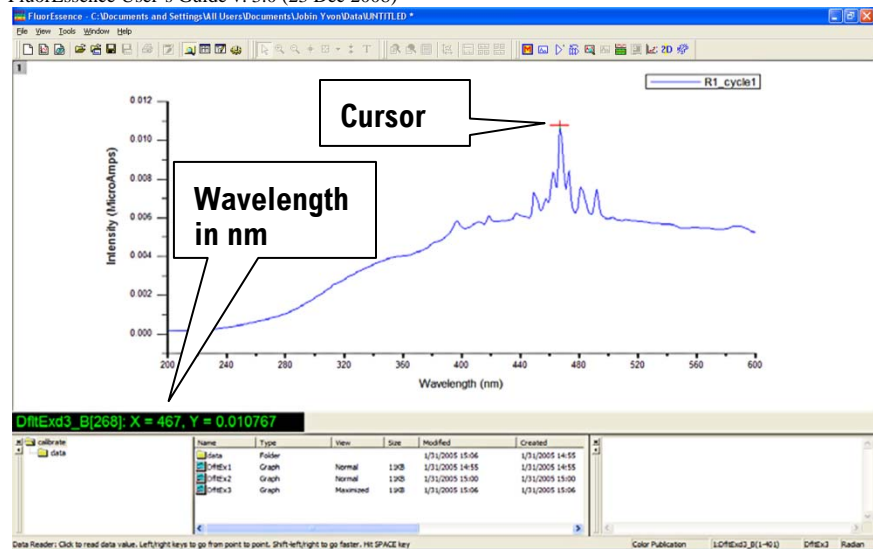 FluorEssence User's Guide v. 3.0 (23 Dec 2008)
FluorEssence - C:\Documents and Settings\All Users\Documents\Jobin Yvon\Data\UNTITLED *
File View Tools Window Help
2D
1
R1_cycle1
Cursor
Wavelength
in nm
Intensity (MicroAmps)
0.012
0.010
0.008
0.006
0.004
0.002
0.000
200 240 280 320 360 400 440 480 520 560 600
Wavelength (nm)
DfltExd3_B[268]: X = 467, Y = 0.010767
calibrate
data
Name Type View Size Modified Created
data Folder 1/31/2005 15:06 1/31/2005 14:55
DfltEx1 Graph Normal 11KB 1/31/2005 14:55 1/31/2005 14:55
DfltEx2 Graph Normal 11KB 1/31/2005 15:00 1/31/2005 15:00
DfltEx3 Graph Maximized 11KB 1/31/2005 15:06 1/31/2005 15:06
Data Reader: Click to read data value. Left/right keys to go from point to point. Shift-left/right to go faster. Hit SPACE key
Color Publication 1:DfltExd3_B(1-401) DfltEx3 Radian